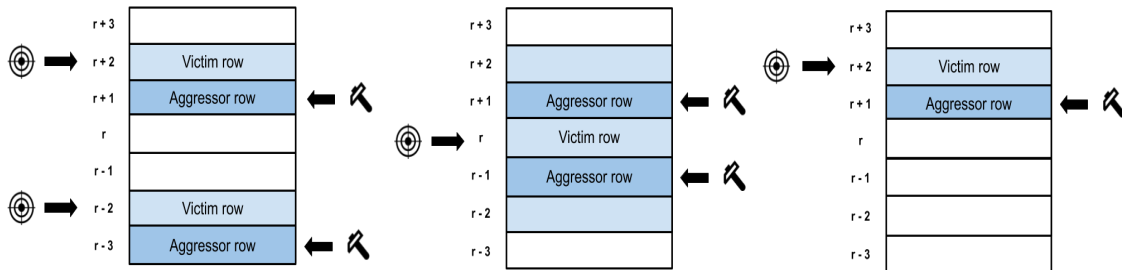 r + 3
r + 2
Victim row
r + 1
Aggressor row
r
r - 1
r - 2
Victim row
r - 3
Aggressor row
r + 3
r + 2
r + 1
Aggressor row
r
Victim row
r - 1
Aggressor row
r - 2
r - 3
r + 3
r + 2
Victim row
r + 1
Aggressor row
r
r - 1
r - 2
r - 3